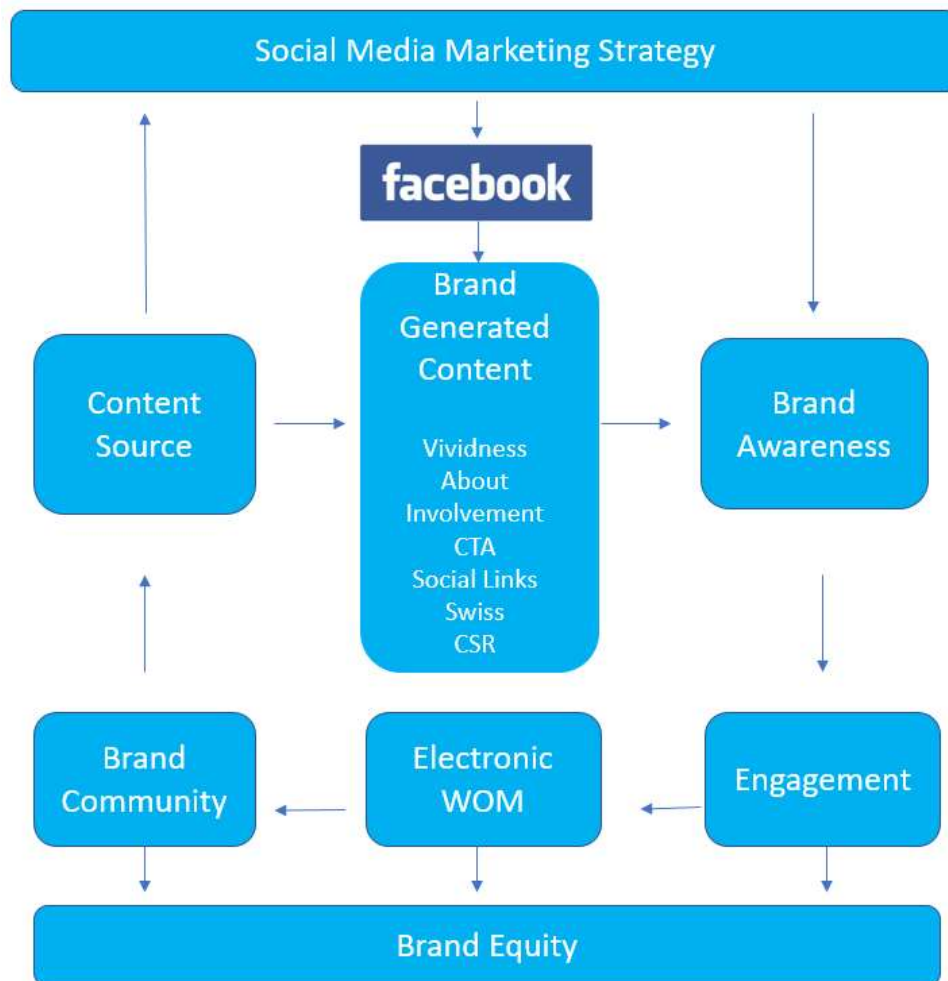 Social Media Marketing Strategy
facebook
Brand
Generated
Content
Vividness
About
Involvement
CTA
Social Links
Swiss
CSR
Content
Source
Brand
Awareness
Brand
Community
Electronic
WOM
Engagement
Brand Equity